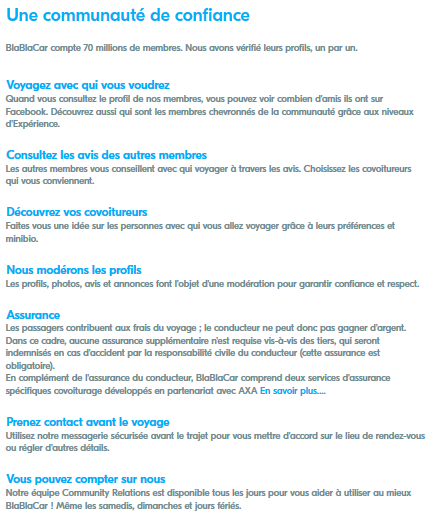 Une communauté de confiance
BlaBlaCar compte 70 millions de membres. Nous avons vérifié leurs profils, un par un.
Voyagez avec qui vous voudrez
Quand vous consultez le profil de nos membres, vous pouvez voir combien d'amis ils ont sur
Facebook. Découvrez aussi qui sont les membres chevronnés de la communauté grâce aux niveaux
d'Expérience.
Consultez les avis des autres membres
Les autres membres vous conseillent avec qui voyager à travers les avis. Choisissez les covoitureurs
qui vous conviennent.
Découvrez vos covoitureurs
Faites vous une idée sur les personnes avec qui vous allez voyager grâce à leurs préférences et
minibio.
Nous modérons les profils
Les profils, photos, avis et annonces font l'objet d'une modération pour garantir confiance et respect.
Assurance
Les passagers contribuent aux frais du voyage ; le conducteur ne peut donc pas gagner d'argent.
Dans ce cadre, aucune assurance supplémentaire n'est requise vis-à-vis des tiers, qui seront
indemnisés en cas d'accident par la responsabilité civile du conducteur (cette assurance est
obligatoire).
En complément de l'assurance du conducteur, BlaBlaCar comprend deux services d'assurance
spécifiques covoiturage développés en partenariat avec AXA En savoir plus....
Prenez contact avant le voyage
Utilisez notre messagerie sécurisée avant le trajet pour vous mettre d'accord sur le lieu de rendez-vous
ou régler d'autres détails.
Vous pouvez compter sur nous
Notre équipe Community Relations est disponible tous les jours pour vous aider à utiliser au mieux
BlaBlaCar ! Même les samedis, dimanches et jours fériés.